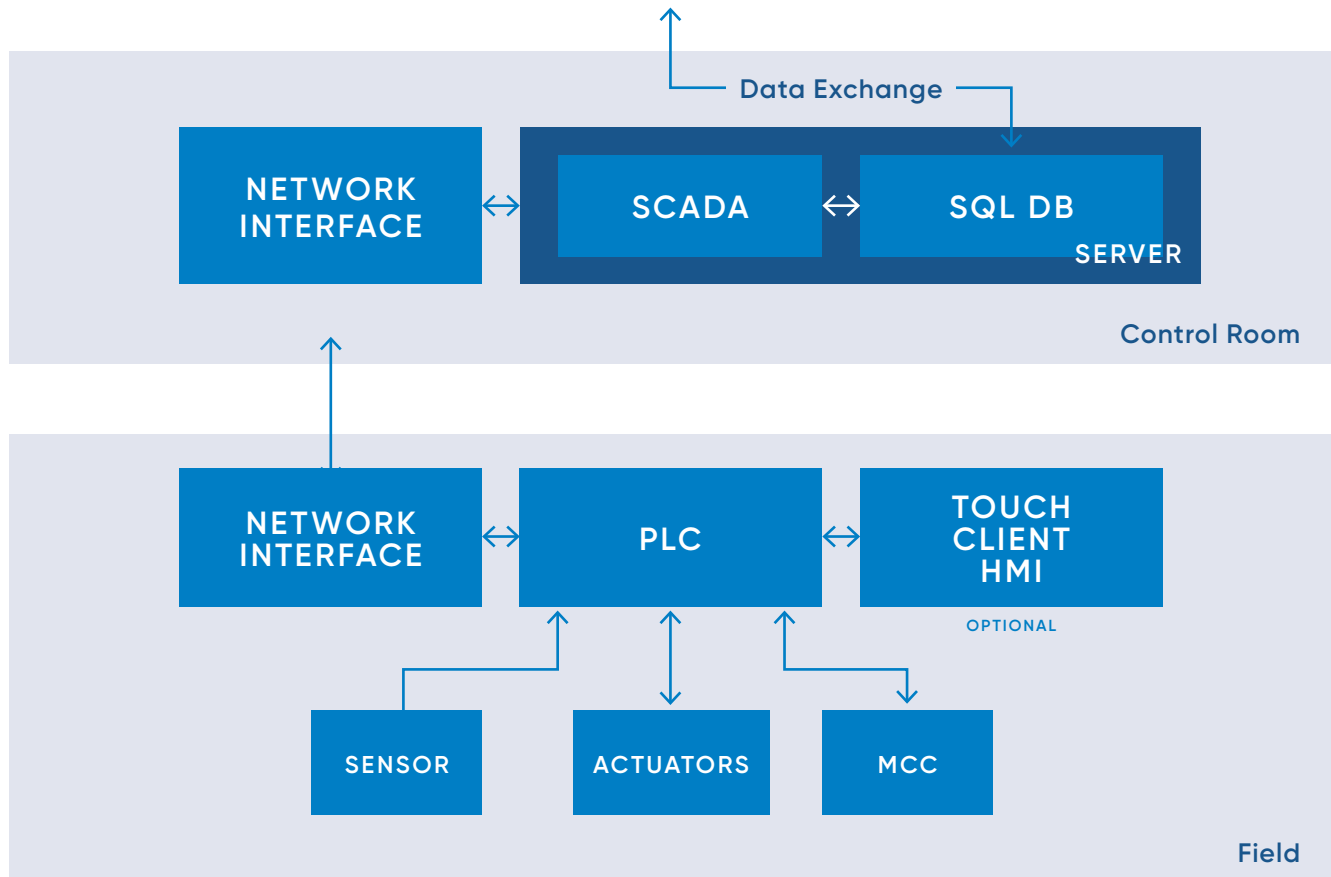 Data Exchange
NETWORK
INTERFACE
SCADA
SQL DB
SERVER
Control Room
NETWORK
INTERFACE
PLC
TOUCH
CLIENT
HMI
OPTIONAL
SENSOR
ACTUATORS
MCC
Field